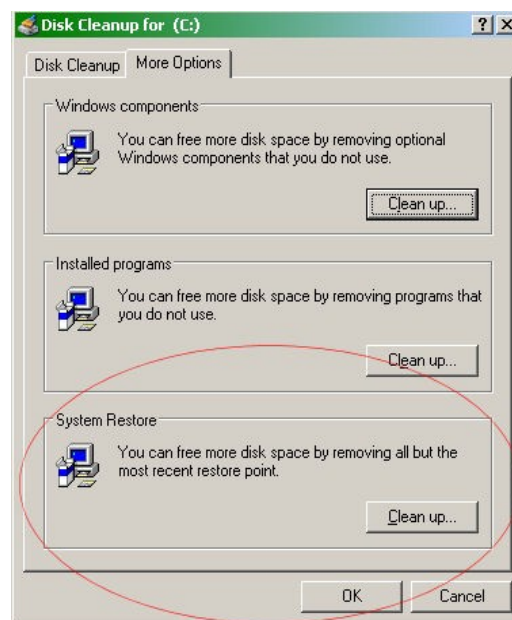 Disk Cleanup for (C:)
Disk Cleanup
More Options
Windows components
You can free more disk space by removing optional
Windows components that you do not use.
Clean up...
Installed programs
You can free more disk space by removing programs that
you do not use.
Clean up...
System Restore
You can free more disk space by removing all but the
most recent restore point.
Clean up...
OK
Cancel